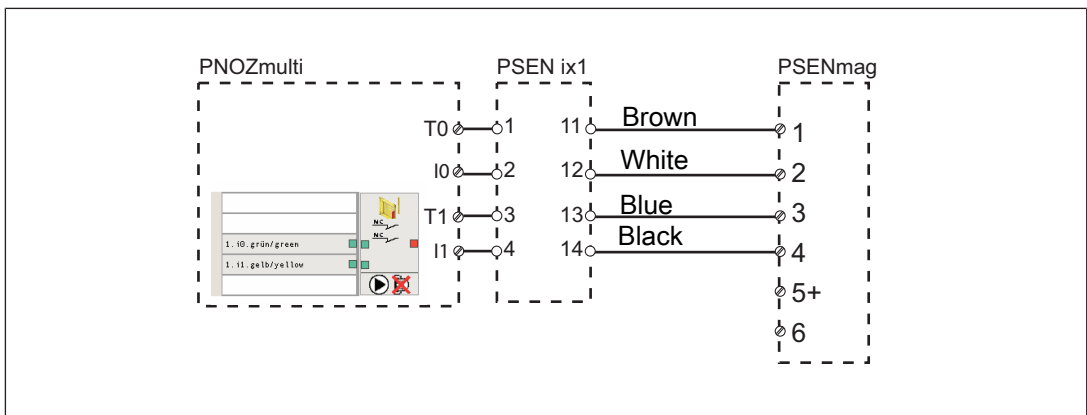 PNOZmulti PSEN ix1 PSENmag
T0 1 11 Brown 1
I0 2 12 White 2
T1 3 13 Blue 3
I1 4 14 Black 4
5+
6
NC
NC
1. i0.grün/green
1. i1.gelb/yellow